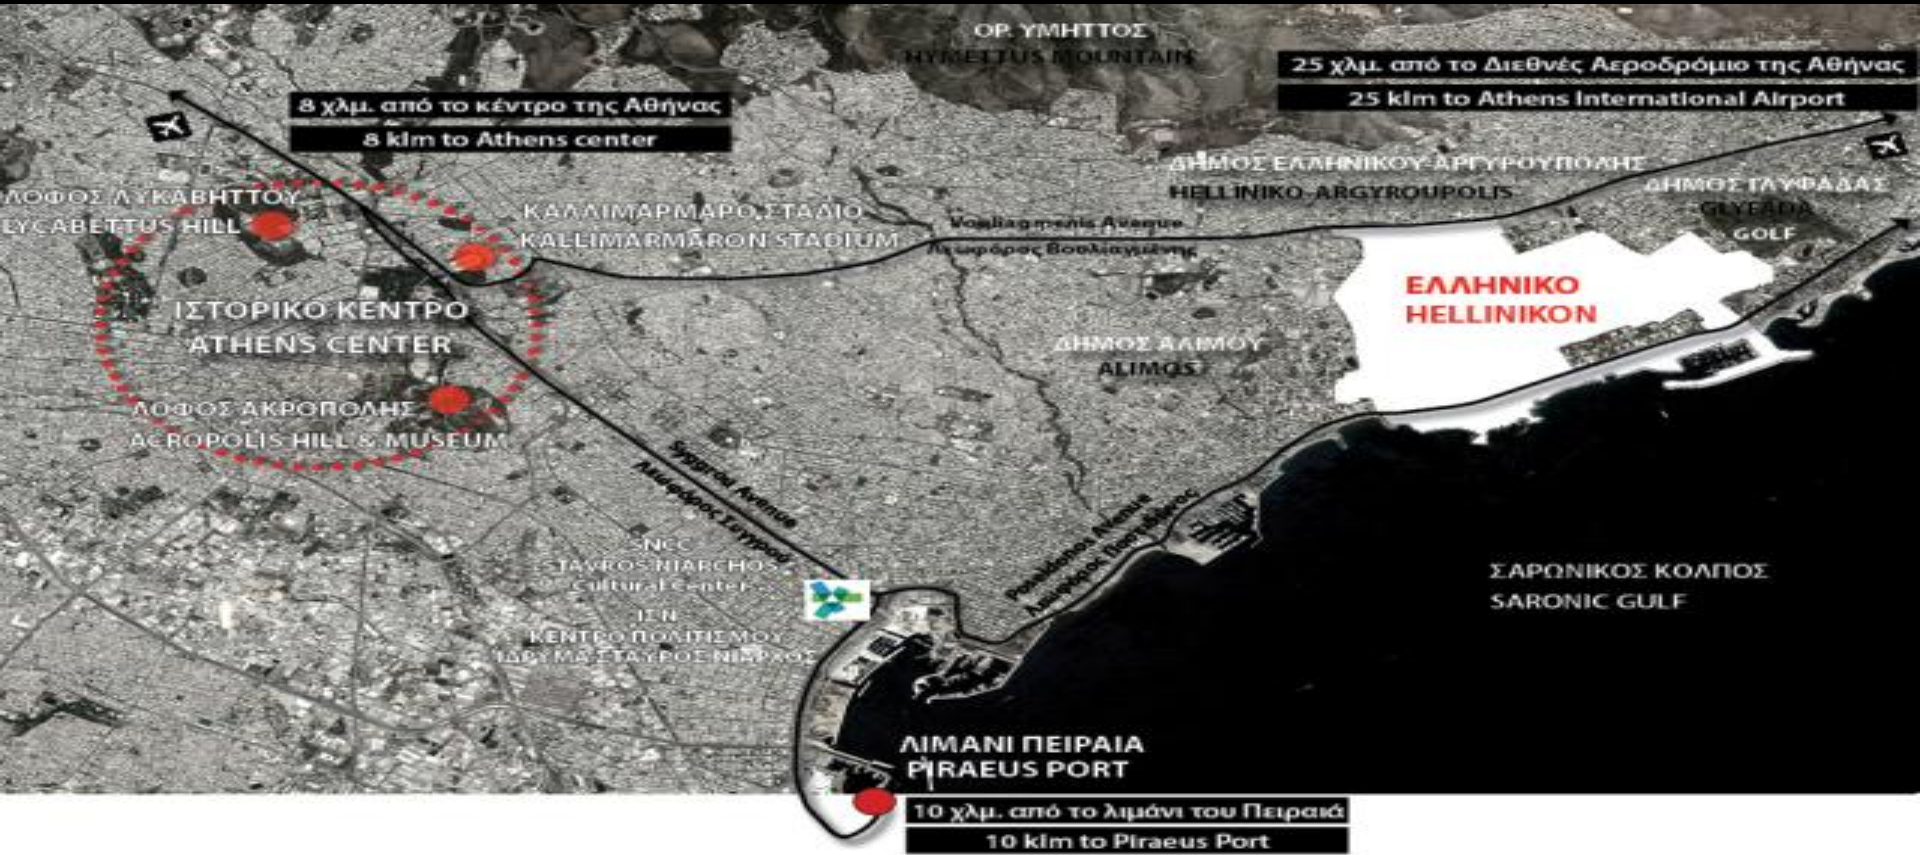 ΟΡ. ΥΜΗΤΤΟΣ
HYMETTUS MOUNTAIN
25 χλμ. από το Διεθνές Αεροδρόμιο της Αθήνας
25 klm to Athens International Airport
8 χλμ. από το κέντρο της Αθήνας
8 klm to Athens center
ΔΗΜΟΣ ΕΛΛΗΝΙΚΟΥ-ΑΡΓΥΡΟΥΠΟΛΗΣ
HELLINIKO-ARGYROUPOLIS
ΔΗΜΟΣ ΓΛΥΦΑΔΑΣ
GLYFADA
GOLF
ΛΟΦΟΣ ΛΥΚΑΒΗΤΤΟΥ
LYCABETTUS HILL
ΚΑΛΛΙΜΑΡΜΑΡΟ ΣΤΑΔΙΟ
KALLIMARMARON STADIUM
Vouliagmenis Avenue
Λεωφόρος Βουλιαγμένης
ΕΛΛΗΝΙΚΟ
HELLINIKON
ΙΣΤΟΡΙΚΟ ΚΕΝΤΡΟ
ATHENS CENTER
ΔΗΜΟΣ ΑΛΙΜΟΥ
ALIMOS
ΛΟΦΟΣ ΑΚΡΟΠΟΛΗΣ
ACROPOLIS HILL & MUSEUM
Syggrou Avenue
Λεωφόρος Συγγρού
Poseidonos Avenue
Λεωφόρος Ποσειδώνος
SNCC
STAVROS NIARCHOS
Cultural Center
ΙΣΝ
ΚΕΝΤΡΟ ΠΟΛΙΤΙΣΜΟΥ
ΙΔΡΥΜΑ ΣΤΑΥΡΟΣ ΝΙΑΡΧΟΣ
ΣΑΡΩΝΙΚΟΣ ΚΟΛΠΟΣ
SARONIC GULF
ΛΙΜΑΝΙ ΠΕΙΡΑΙΑ
PIRAEUS PORT
10 χλμ. από το λιμάνι του Πειραιά
10 klm to Piraeus Port